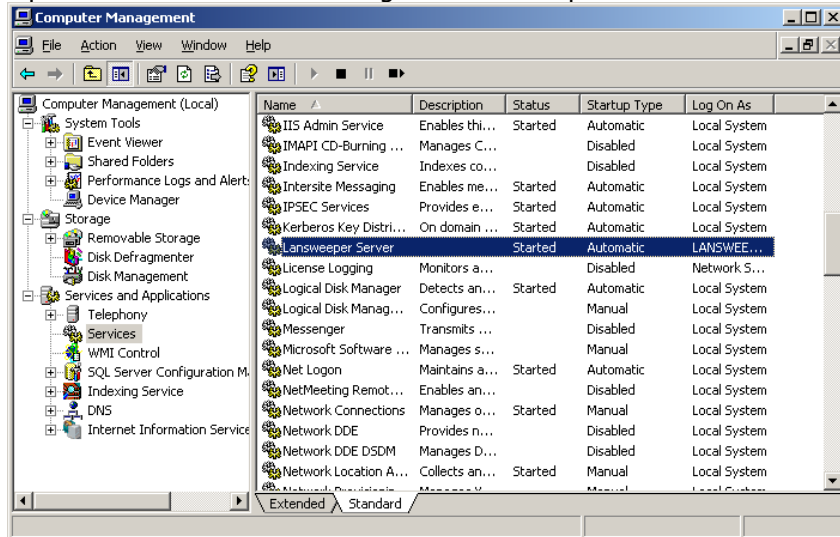 Computer Management
File Action View Window Help
Computer Management (Local)
System Tools
Event Viewer
Shared Folders
Performance Logs and Alert:
Device Manager
Storage
Removable Storage
Disk Defragmenter
Disk Management
Services and Applications
Telephony
Services
WMI Control
SQL Server Configuration M
Indexing Service
DNS
Internet Information Service
Name Description Status Startup Type Log On As
IIS Admin Service Enables thi... Started Automatic Local System
IMAPI CD-Burning ... Manages C... Disabled Local System
Indexing Service Indexes co... Disabled Local System
Intersite Messaging Enables me... Started Automatic Local System
IPSEC Services Provides e... Started Automatic Local System
Kerberos Key Distri... On domain ... Started Automatic Local System
Lansweeper Server Started Automatic LANSWEE...
License Logging Monitors a... Disabled Network S...
Logical Disk Manager Detects an... Started Automatic Local System
Logical Disk Manag... Configures... Manual Local System
Messenger Transmits ... Disabled Local System
Microsoft Software ... Manages s... Manual Local System
Net Logon Maintains a... Started Automatic Local System
NetMeeting Remot... Enables an... Disabled Local System
Network Connections Manages o... Started Manual Local System
Network DDE Provides n... Disabled Local System
Network DDE DSDM Manages D... Disabled Local System
Network Location A... Collects an... Started Manual Local System
Extended Standard